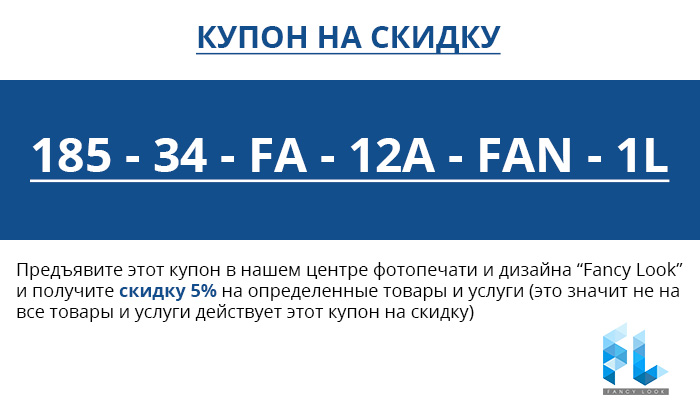 КУПОН НА СКИДКУ
185 - 34 - FA - 12A - FAN - 1L
Предъявите этот купон в нашем центре фотопечати и дизайна “Fancy Look”
и получите скидку 5% на определенные товары и услуги (это значит не на
все товары и услуги действует этот купон на скидку)
FL
FANCY LOOK